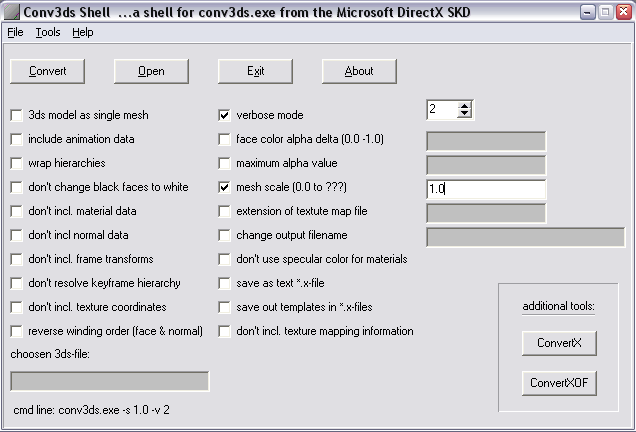 Conv3ds Shell ...a shell for conv3ds.exe from the Microsoft DirectX SKD
File Tools Help
Convert Open Exit About
3ds model as single mesh
include animation data
wrap hierarchies
don't change black faces to white
don't incl. material data
don't incl normal data
don't incl. frame transforms
don't resolve keyframe hierarchy
don't incl. texture coordinates
reverse winding order (face & normal)
verbose mode
2
face color alpha delta (0.0 -1.0)
maximum alpha value
mesh scale (0.0 to ???)
1.0
extension of textute map file
change output filename
don't use specular color for materials
save as text *.x-file
save out templates in *.x-files
don't incl. texture mapping information
additional tools:
ConvertX
ConvertXOF
choosen 3ds-file:
cmd line: conv3ds.exe -s 1.0 -v 2